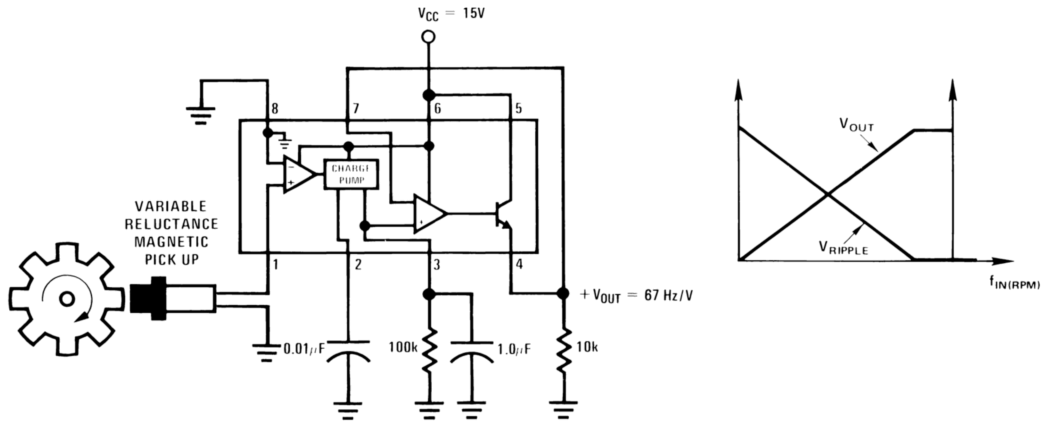 VCC = 15V
8
7
6
5
CHARGE
PUMP
−
+
VARIABLE
RELUCTANCE
MAGNETIC
PICK UP
1
2
3
4
0.01μF
100k
1.0μF
10k
+ VOUT = 67 Hz/V
VOUT
VRIPPLE
fIN(RPM)